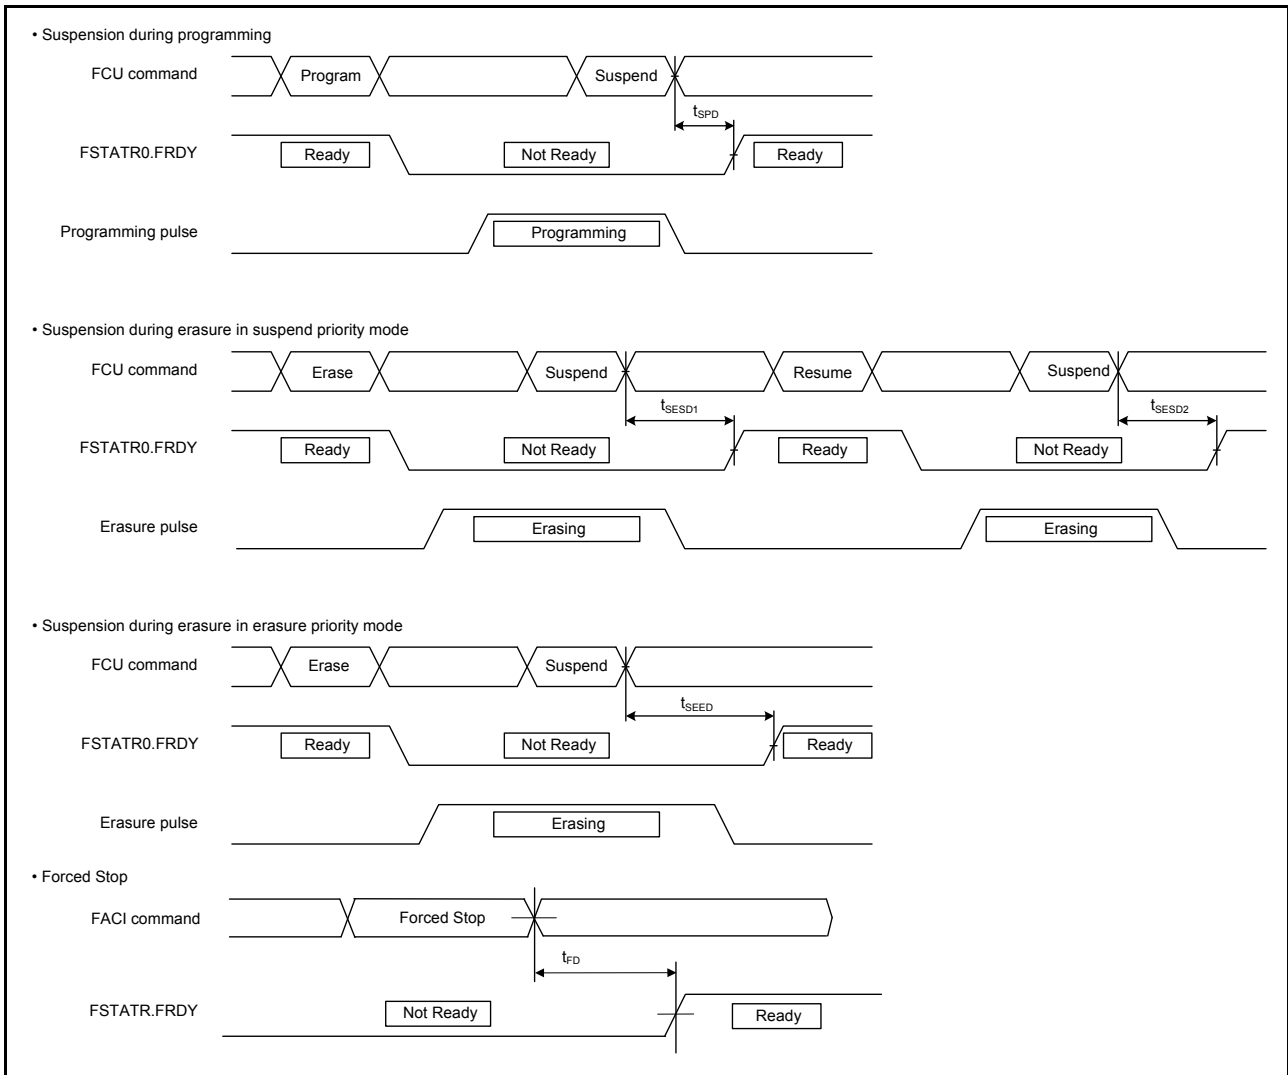 • Suspension during programming
FCU command
Program
Suspend
tSPD
FSTATR0.FRDY
Ready
Not Ready
Ready
Programming pulse
Programming
• Suspension during erasure in suspend priority mode
FCU command
Erase
Suspend
Resume
Suspend
tSESD1
tSESD2
FSTATR0.FRDY
Ready
Not Ready
Ready
Not Ready
Erasure pulse
Erasing
Erasing
• Suspension during erasure in erasure priority mode
FCU command
Erase
Suspend
tSEED
FSTATR0.FRDY
Ready
Not Ready
Ready
Erasure pulse
Erasing
• Forced Stop
FACI command
Forced Stop
tFD
FSTATR.FRDY
Not Ready
Ready